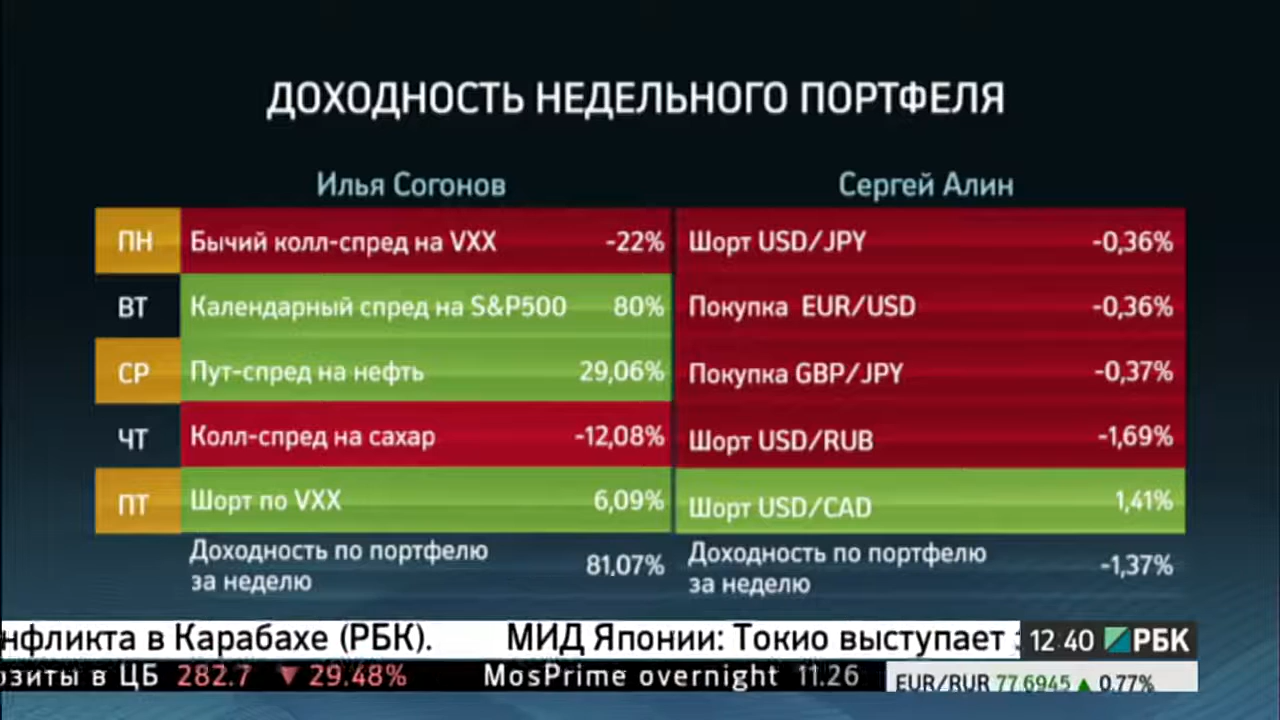 ДОХОДНОСТЬ НЕДЕЛЬНОГО ПОРТФЕЛЯ
Илья Согонов Сергей Алин
ПН Бычий колл-спред на VXX -22% Шорт USD/JPY -0,36%
ВТ Календарный спред на S&P500 80% Покупка EUR/USD -0,36%
СР Пут-спред на нефть 29,06% Покупка GBP/JPY -0,37%
ЧТ Колл-спред на сахар -12,08% Шорт USD/RUB -1,69%
ПТ Шорт по VXX 6,09% Шорт USD/CAD 1,41%
Доходность по портфелю
за неделю 81,07%
Доходность по портфелю
за неделю -1,37%
нфликта в Карабахе (РБК). МИД Японии: Токио выступает 12 40 РБК
озиты в ЦБ 282.7 ▼ 29.48% MosPrime overnight 11.26 EUR/RUR 77,6945 ▲ 0,77%